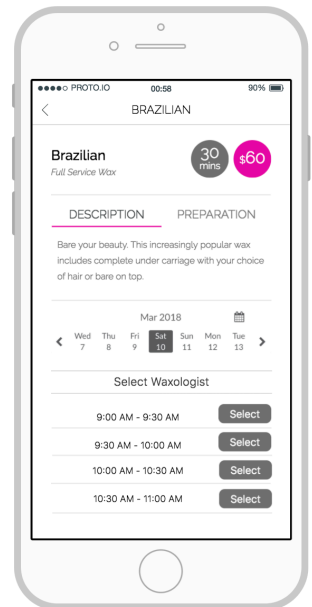 PROTO.IO 00:58 90%
BRAZILIAN
Brazilian
Full Service Wax
30
mins
$60
DESCRIPTION PREPARATION
Bare your beauty. This increasingly popular wax
includes complete under carriage with your choice
of hair or bare on top.
Mar 2018
Wed Thu Fri Sat Sun Mon Tue
7 8 9 10 11 12 13
Select Waxologist
9:00 AM - 9:30 AM Select
9:30 AM - 10:00 AM Select
10:00 AM - 10:30 AM Select
10:30 AM - 11:00 AM Select